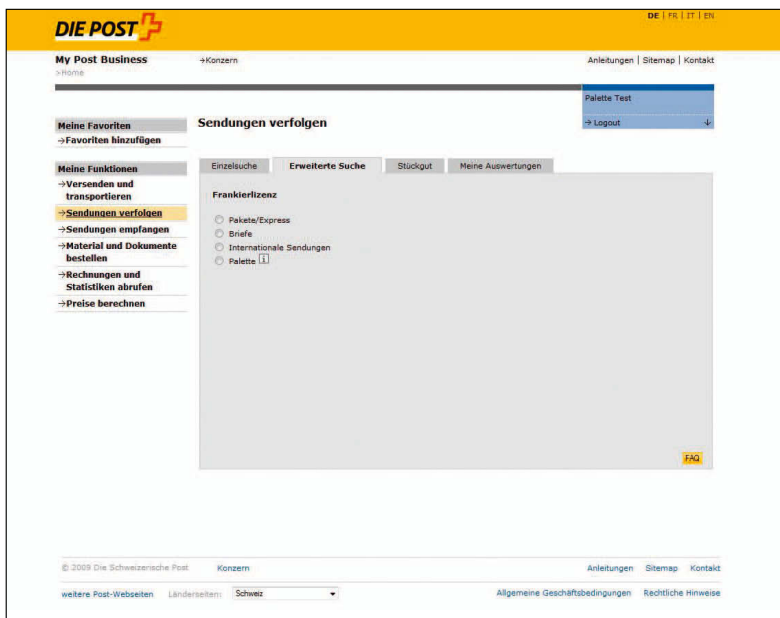 DE | FR | IT | EN
DIE POST
My Post Business
→Konzern
Anleitungen | Sitemap | Kontakt
>Home
Palette Test
→ Logout ↓
Meine Favoriten
→Favoriten hinzufügen
Meine Funktionen
→Versenden und
transportieren
→Sendungen verfolgen
→Sendungen empfangen
→Material und Dokumente
bestellen
→Rechnungen und
Statistiken abrufen
→Preise berechnen
Sendungen verfolgen
Einzelsuche Erweiterte Suche Stückgut Meine Auswertungen
Frankierlizenz
Pakete/Express
Briefe
Internationale Sendungen
Palette i
FAQ
© 2009 Die Schweizerische Post Konzern Anleitungen Sitemap Kontakt
weitere Post-Webseiten Länderseiten: Schweiz Allgemeine Geschäftsbedingungen Rechtliche Hinweise